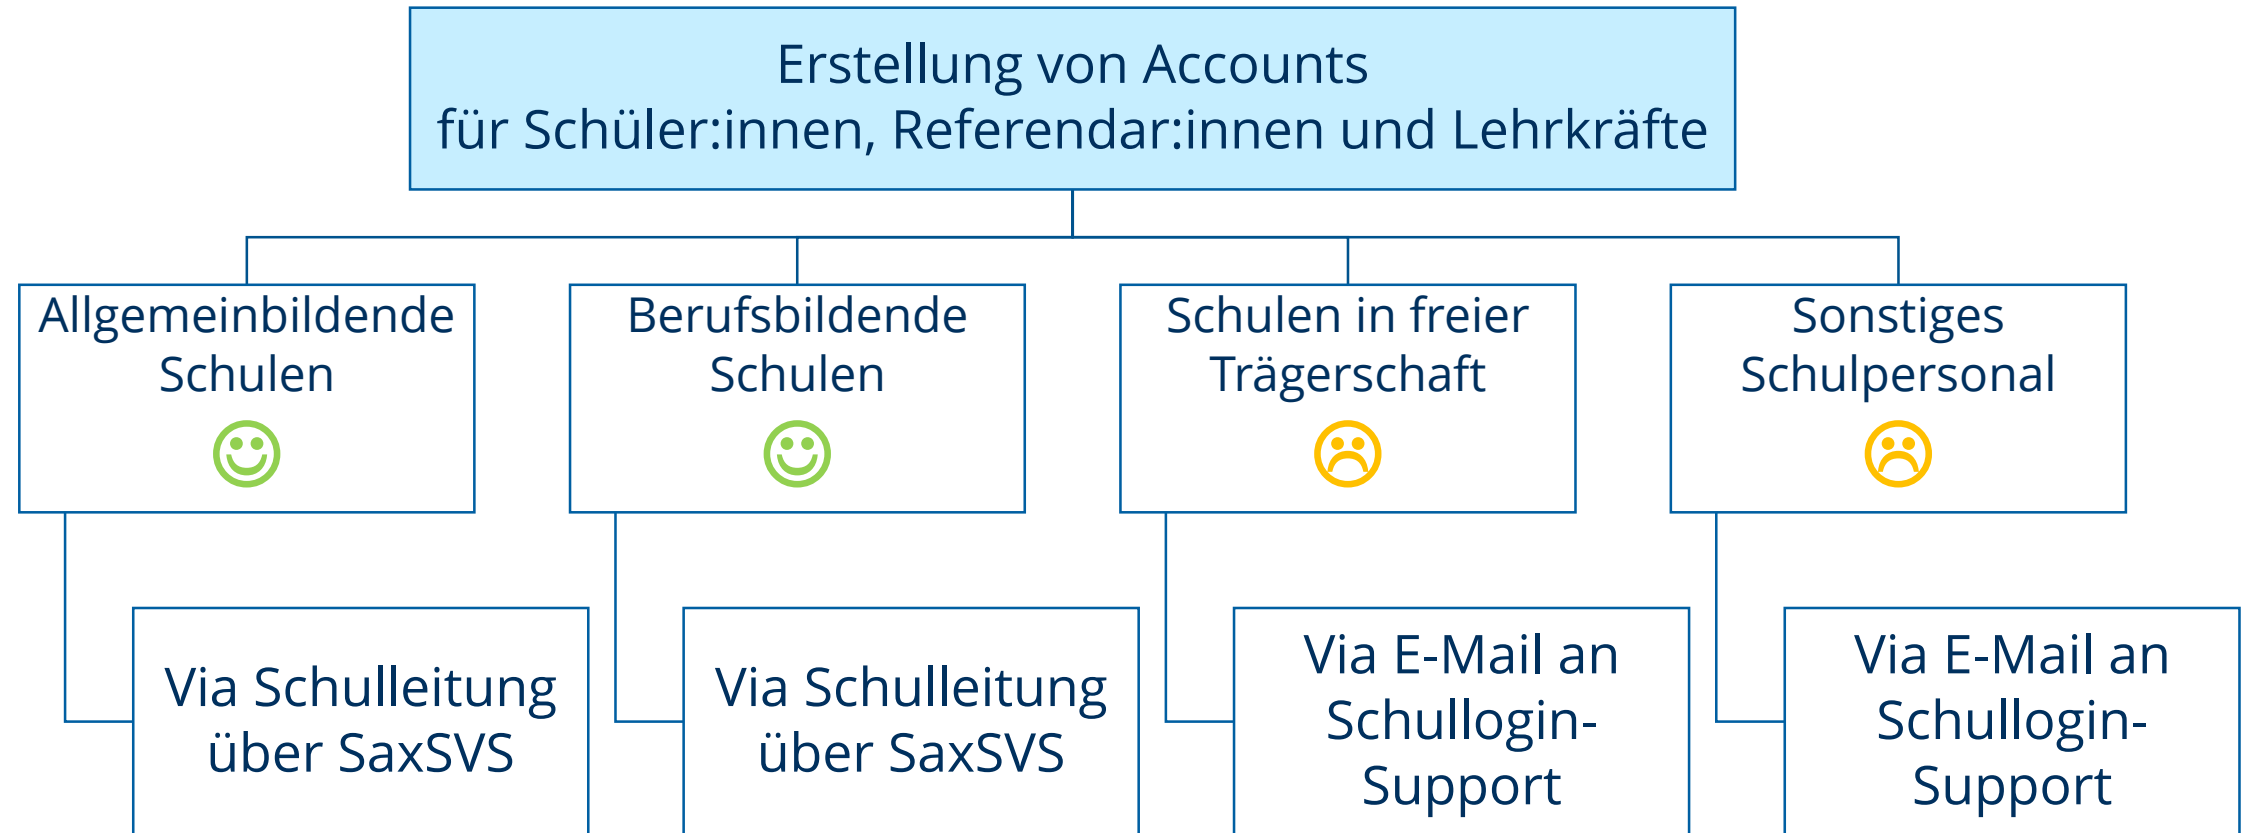 Erstellung von Accounts
für Schüler:innen, Referendar:innen und Lehrkräfte
Allgemeinbildende
Schulen
Berufsbildende
Schulen
Schulen in freier
Trägerschaft
Sonstiges
Schulpersonal
Via Schulleitung
über SaxSVS
Via Schulleitung
über SaxSVS
Via E-Mail an
Schullogin-
Support
Via E-Mail an
Schullogin-
Support